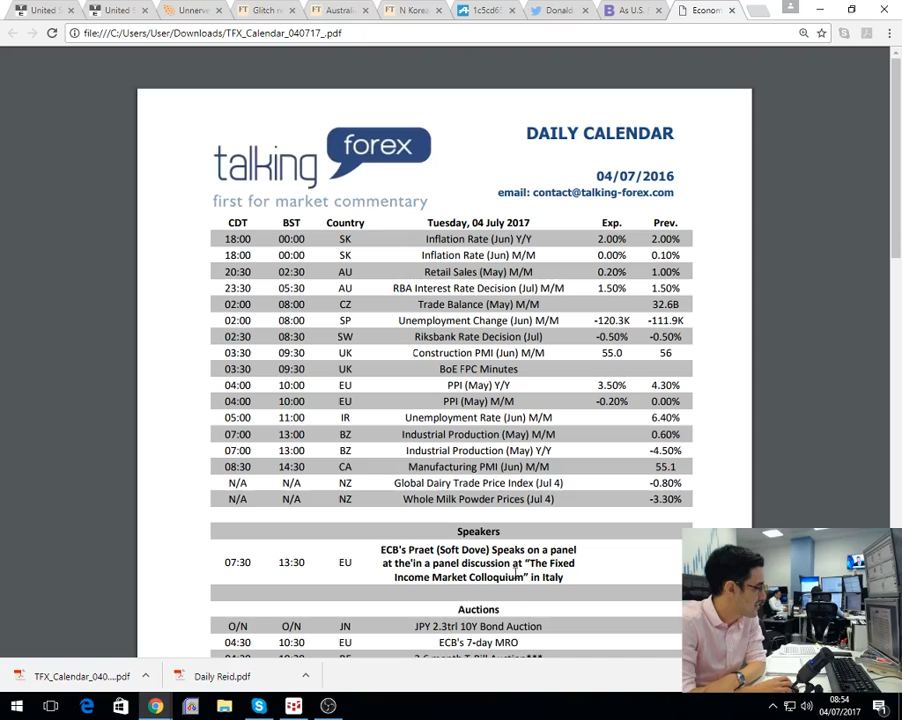 United S
United S
Unnerve
Glitch re
Australi
N Korea
1c5cd6
Donald
As U.S.
Econom
file:///C:/Users/User/Downloads/TFX_Calendar_040717_.pdf
talking forex
first for market commentary
DAILY CALENDAR
04/07/2016
email: contact@talking-forex.com
CDT BST Country Tuesday, 04 July 2017 Exp. Prev.
18:00 00:00 SK Inflation Rate (Jun) Y/Y 2.00% 2.00%
18:00 00:00 SK Inflation Rate (Jun) M/M 0.00% 0.10%
20:30 02:30 AU Retail Sales (May) M/M 0.20% 1.00%
23:30 05:30 AU RBA Interest Rate Decision (Jul) M/M 1.50% 1.50%
02:00 08:00 CZ Trade Balance (May) M/M 32.6B
02:00 08:00 SP Unemployment Change (Jun) M/M -120.3K -111.9K
02:30 08:30 SW Riksbank Rate Decision (Jul) -0.50% -0.50%
03:30 09:30 UK Construction PMI (Jun) M/M 55.0 56
03:30 09:30 UK BoE FPC Minutes
04:00 10:00 EU PPI (May) Y/Y 3.50% 4.30%
04:00 10:00 EU PPI (May) M/M -0.20% 0.00%
05:00 11:00 IR Unemployment Rate (Jun) M/M 6.40%
07:00 13:00 BZ Industrial Production (May) M/M 0.60%
07:00 13:00 BZ Industrial Production (May) Y/Y -4.50%
08:30 14:30 CA Manufacturing PMI (Jun) M/M 55.1
N/A N/A NZ Global Dairy Trade Price Index (Jul 4) -0.80%
N/A N/A NZ Whole Milk Powder Prices (Jul 4) -3.30%
Speakers
ECB's Praet (Soft Dove) Speaks on a panel
07:30 13:30 EU at the'in a panel discussion at “The Fixed
Income Market Colloquium” in Italy
Auctions
O/N O/N JN JPY 2.3trl 10Y Bond Auction
04:30 10:30 EU ECB's 7-day MRO
TFX_Calendar_040....pdf
Daily Reid.pdf
08:54
04/07/2017